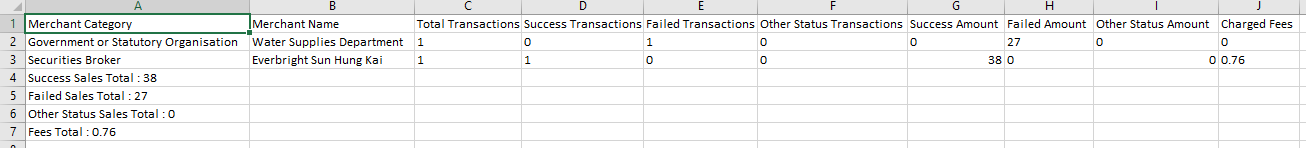 A B C D E F G H I J
1 Merchant Category Merchant Name Total Transactions Success Transactions Failed Transactions Other Status Transactions Success Amount Failed Amount Other Status Amount Charged Fees
2 Government or Statutory Organisation Water Supplies Department 1 0 1 0 0 27 0 0
3 Securities Broker Everbright Sun Hung Kai 1 1 0 0 38 0 0 0.76
4 Success Sales Total : 38
5 Failed Sales Total : 27
6 Other Status Sales Total : 0
7 Fees Total : 0.76